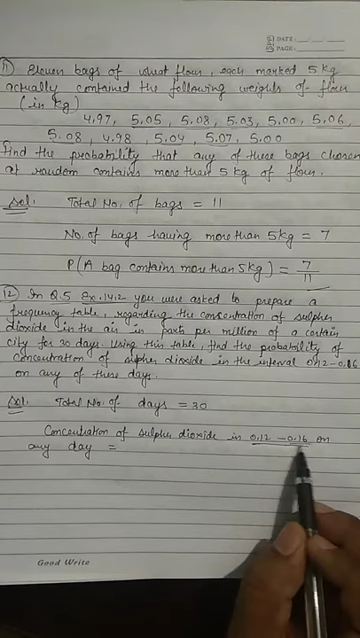 DATE: __/__/__
PAGE:
(11) Eleven bags of wheat flour, each marked 5 kg
actually contained the following weights of flour
(in kg)
4.97, 5.05, 5.08, 5.03, 5.00, 5.06,
5.08, 4.98, 5.04, 5.07, 5.00
Find the probability that any of these bags chosen
at random contains more than 5 kg of flour.
Sol. Total No. of bags = 11
No. of bags having more than 5kg = 7
P(A bag contains more than 5kg) = 7/11
(12) In Q.5 Ex.14.2 you were asked to prepare a
frequency table, regarding the concentration of sulpher
dioxide in the air in parts per million of a certain
city for 30 days. Using this table, find the probability of
concentration of sulpher dioxide in the interval 0.12-0.16
on any of these days.
Sol. Total No. of days = 30
Concentration of sulpher dioxide in 0.12 - 0.16 on
any day =
Good Write